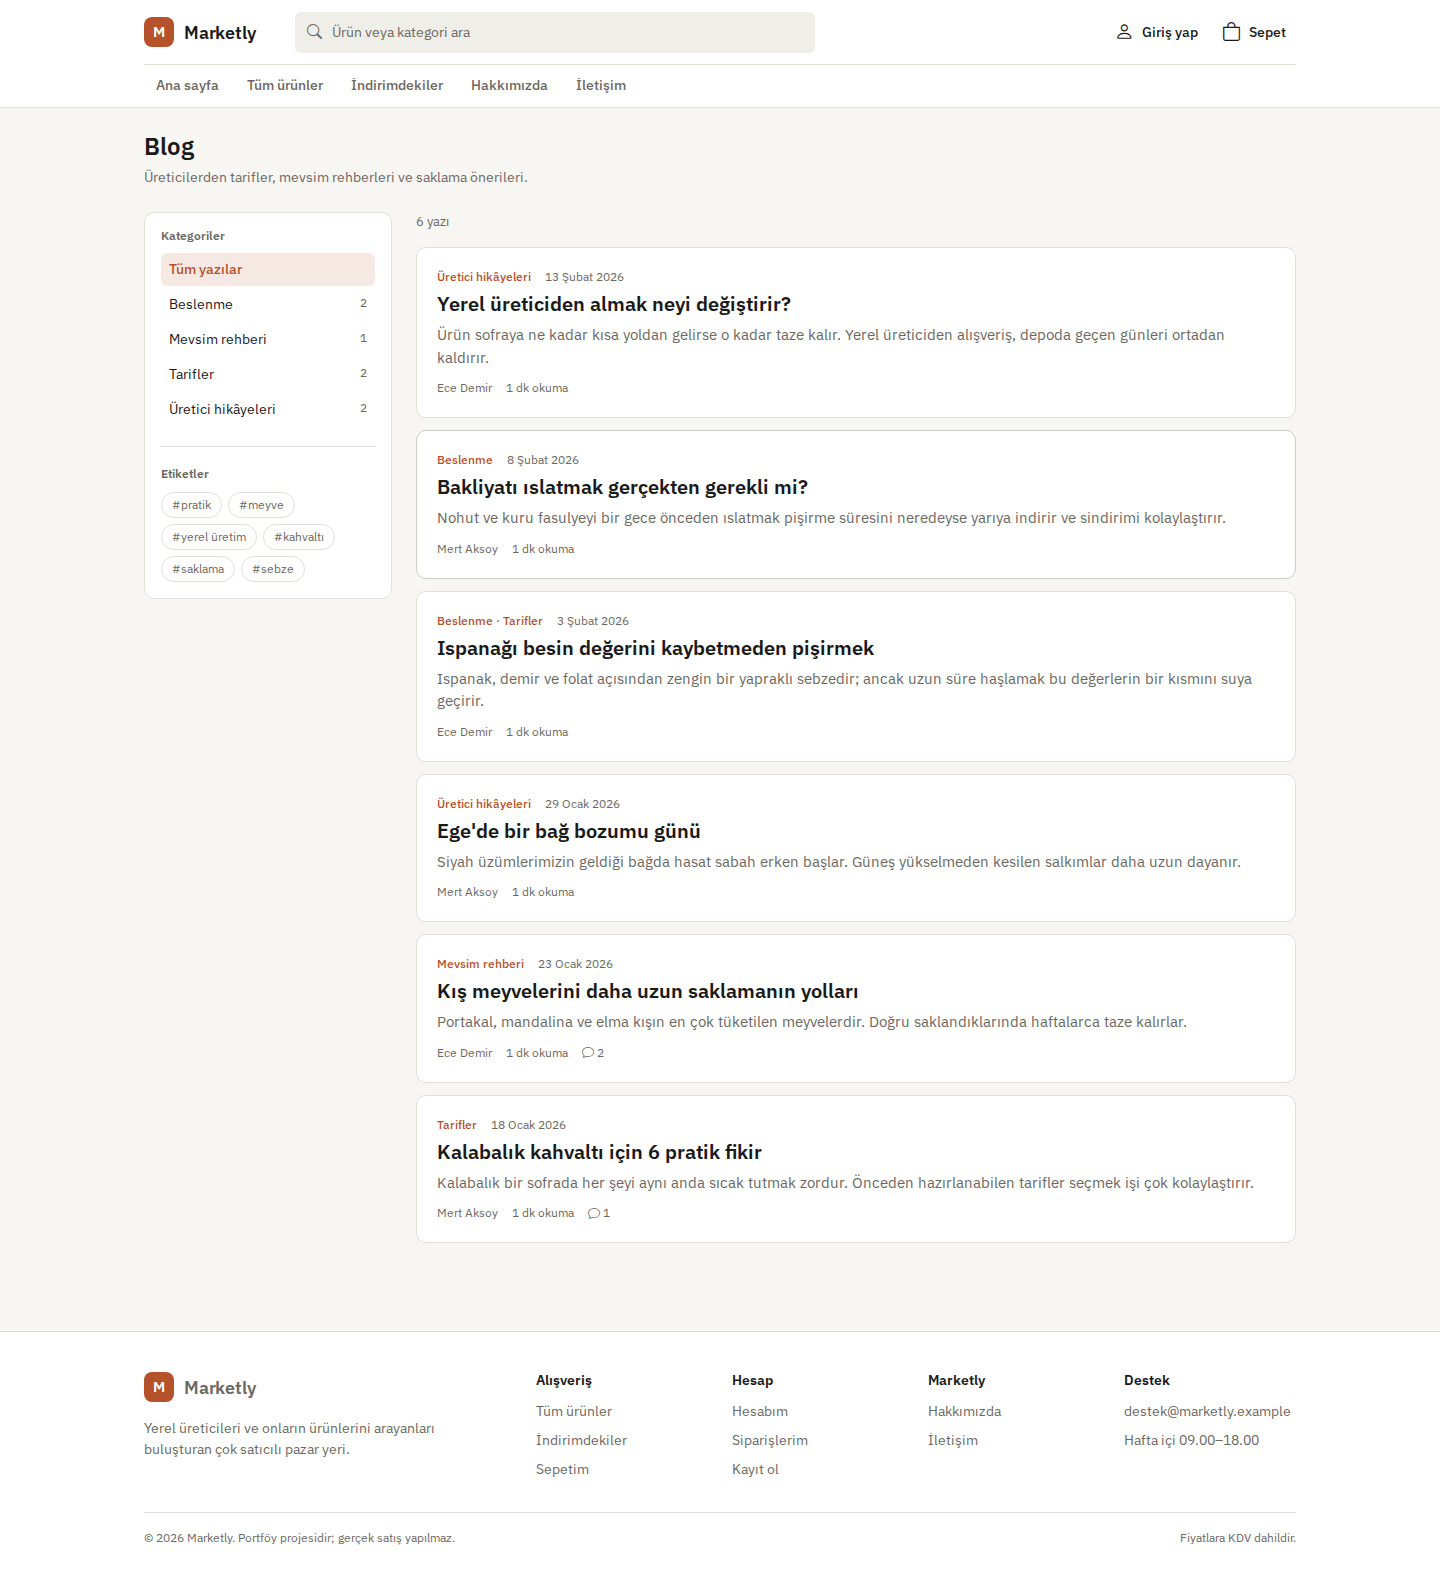 M Marketly
Ürün veya kategori ara
Giriş yap
Sepet
Ana sayfa
Tüm ürünler
İndirimdekiler
Hakkımızda
İletişim
Blog
Üreticilerden tarifler, mevsim rehberleri ve saklama önerileri.
Kategoriler
Tüm yazılar
Beslenme 2
Mevsim rehberi 1
Tarifler 2
Üretici hikâyeleri 2
Etiketler
#pratik #meyve
#yerel üretim #kahvaltı
#saklama #sebze
6 yazı
Üretici hikâyeleri 13 Şubat 2026
Yerel üreticiden almak neyi değiştirir?
Ürün sofraya ne kadar kısa yoldan gelirse o kadar taze kalır. Yerel üreticiden alışveriş, depoda geçen günleri ortadan
kaldırır.
Ece Demir 1 dk okuma
Beslenme 8 Şubat 2026
Bakliyatı ıslatmak gerçekten gerekli mi?
Nohut ve kuru fasulyeyi bir gece önceden ıslatmak pişirme süresini neredeyse yarıya indirir ve sindirimi kolaylaştırır.
Mert Aksoy 1 dk okuma
Beslenme · Tarifler 3 Şubat 2026
Ispanağı besin değerini kaybetmeden pişirmek
Ispanak, demir ve folat açısından zengin bir yapraklı sebzedir; ancak uzun süre haşlamak bu değerlerin bir kısmını suya
geçirir.
Ece Demir 1 dk okuma
Üretici hikâyeleri 29 Ocak 2026
Ege'de bir bağ bozumu günü
Siyah üzümlerimizin geldiği bağda hasat sabah erken başlar. Güneş yükselmeden kesilen salkımlar daha uzun dayanır.
Mert Aksoy 1 dk okuma
Mevsim rehberi 23 Ocak 2026
Kış meyvelerini daha uzun saklamanın yolları
Portakal, mandalina ve elma kışın en çok tüketilen meyvelerdir. Doğru saklandıklarında haftalarca taze kalırlar.
Ece Demir 1 dk okuma 2
Tarifler 18 Ocak 2026
Kalabalık kahvaltı için 6 pratik fikir
Kalabalık bir sofrada her şeyi aynı anda sıcak tutmak zordur. Önceden hazırlanabilen tarifler seçmek işi çok kolaylaştırır.
Mert Aksoy 1 dk okuma 1
M Marketly
Yerel üreticileri ve onların ürünlerini arayanları
buluşturan çok satıcılı pazar yeri.
Alışveriş
Tüm ürünler
İndirimdekiler
Sepetim
Hesap
Hesabım
Siparişlerim
Kayıt ol
Marketly
Hakkımızda
İletişim
Destek
destek@marketly.example
Hafta içi 09.00–18.00
© 2026 Marketly. Portföy projesidir; gerçek satış yapılmaz.
Fiyatlara KDV dahildir.